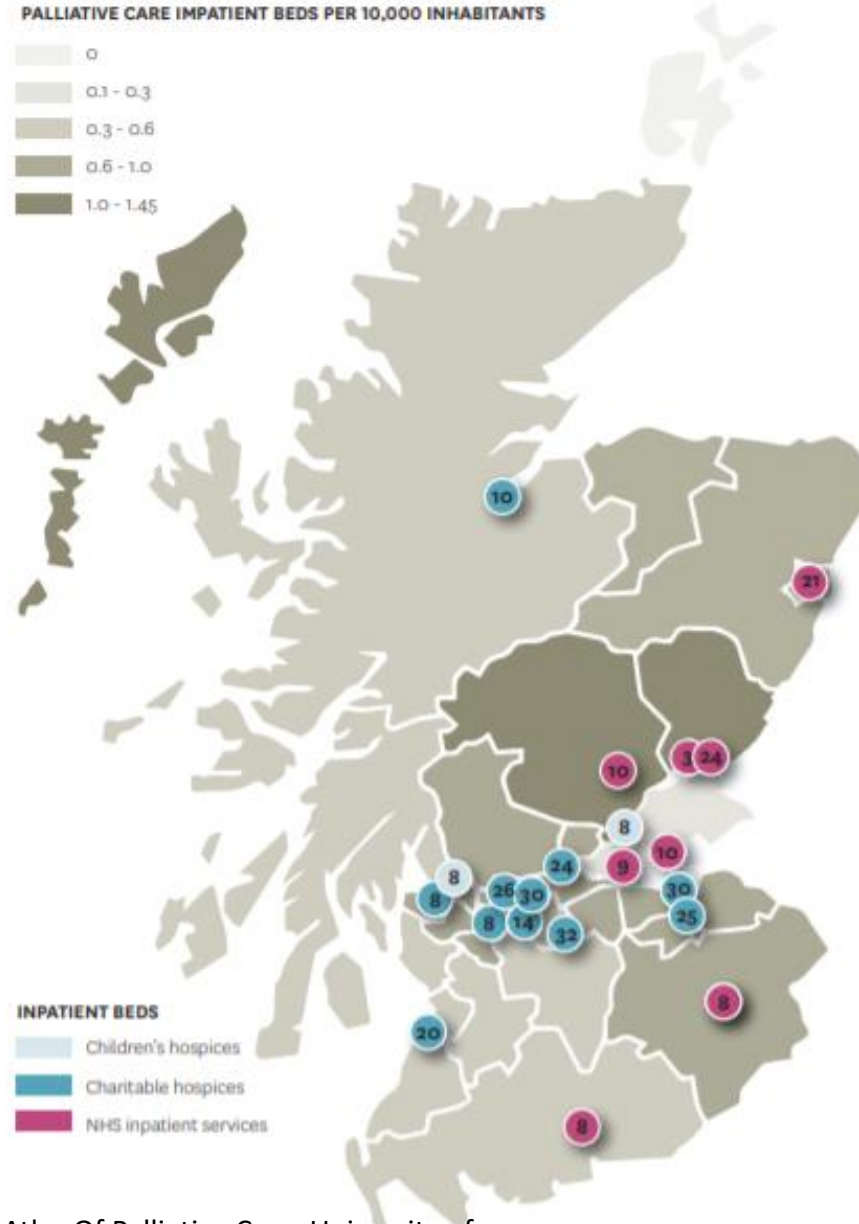 PALLIATIVE CARE IMPATIENT BEDS PER 10,000 INHABITANTS
0
0.1 - 0.3
0.3 - 0.6
0.6 - 1.0
1.0 - 1.45
10
21
3 24
10
8
10
9
24
8
26 30
30
8
8 14
32
25
8
INPATIENT BEDS
20
Children's hospices
Charitable hospices
NHS inpatient services
8